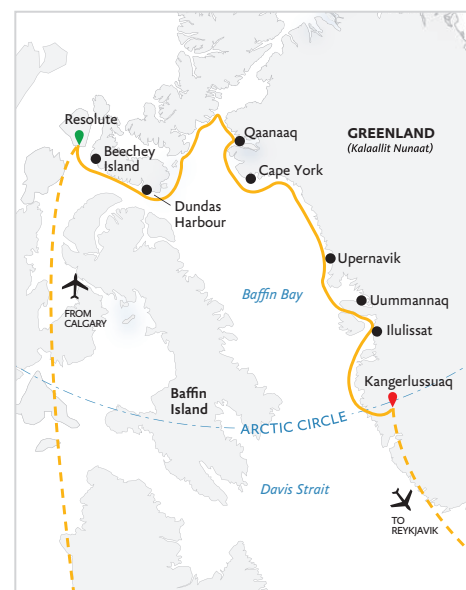 Resolute
Beechey
Island
Dundas
Harbour
Qaanaaq
GREENLAND
(Kalaallit Nunaat)
Cape York
Upernavik
Baffin Bay
Uummannaq
FROM
CALGARY
Ilulissat
Kangerlussuaq
Baffin
Island
ARCTIC CIRCLE
Davis Strait
TO
REYKJAVIK